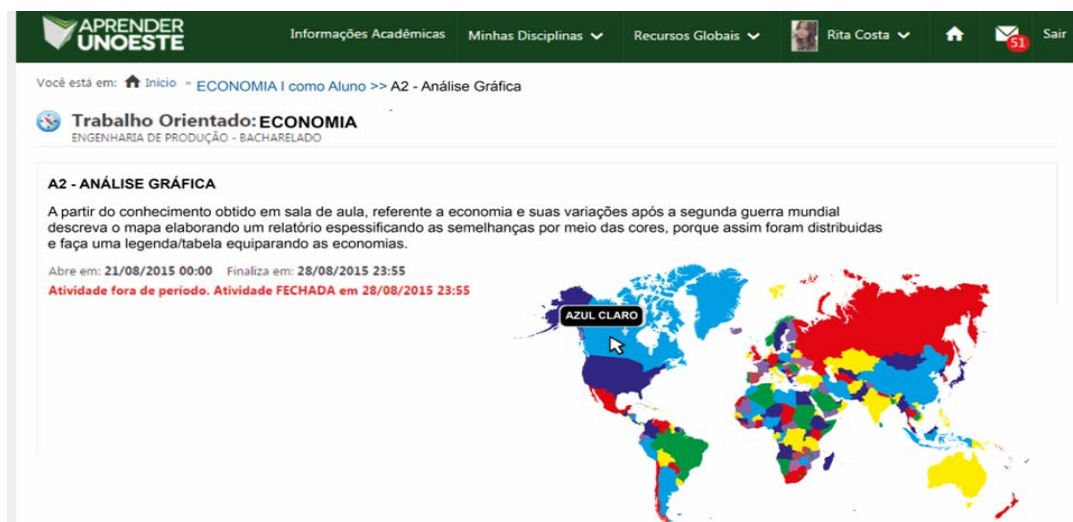 APRENDER
UNOESTE
Informações Acadêmicas Minhas Disciplinas Recursos Globais Rita Costa 51 Sair
Você está em: Início ECONOMIA I como Aluno >> A2 - Análise Gráfica
Trabalho Orientado: ECONOMIA
ENGENHARIA DE PRODUÇÃO - BACHARELADO
A2 - ANÁLISE GRÁFICA
A partir do conhecimento obtido em sala de aula, referente a economia e suas variações após a segunda guerra mundial
descreva o mapa elaborando um relatório espessificando as semelhanças por meio das cores, porque assim foram distribuidas
e faça uma legenda/tabela equiparando as economias.
Abre em: 21/08/2015 00:00 Finaliza em: 28/08/2015 23:55
Atividade fora de período. Atividade FECHADA em 28/08/2015 23:55
AZUL CLARO